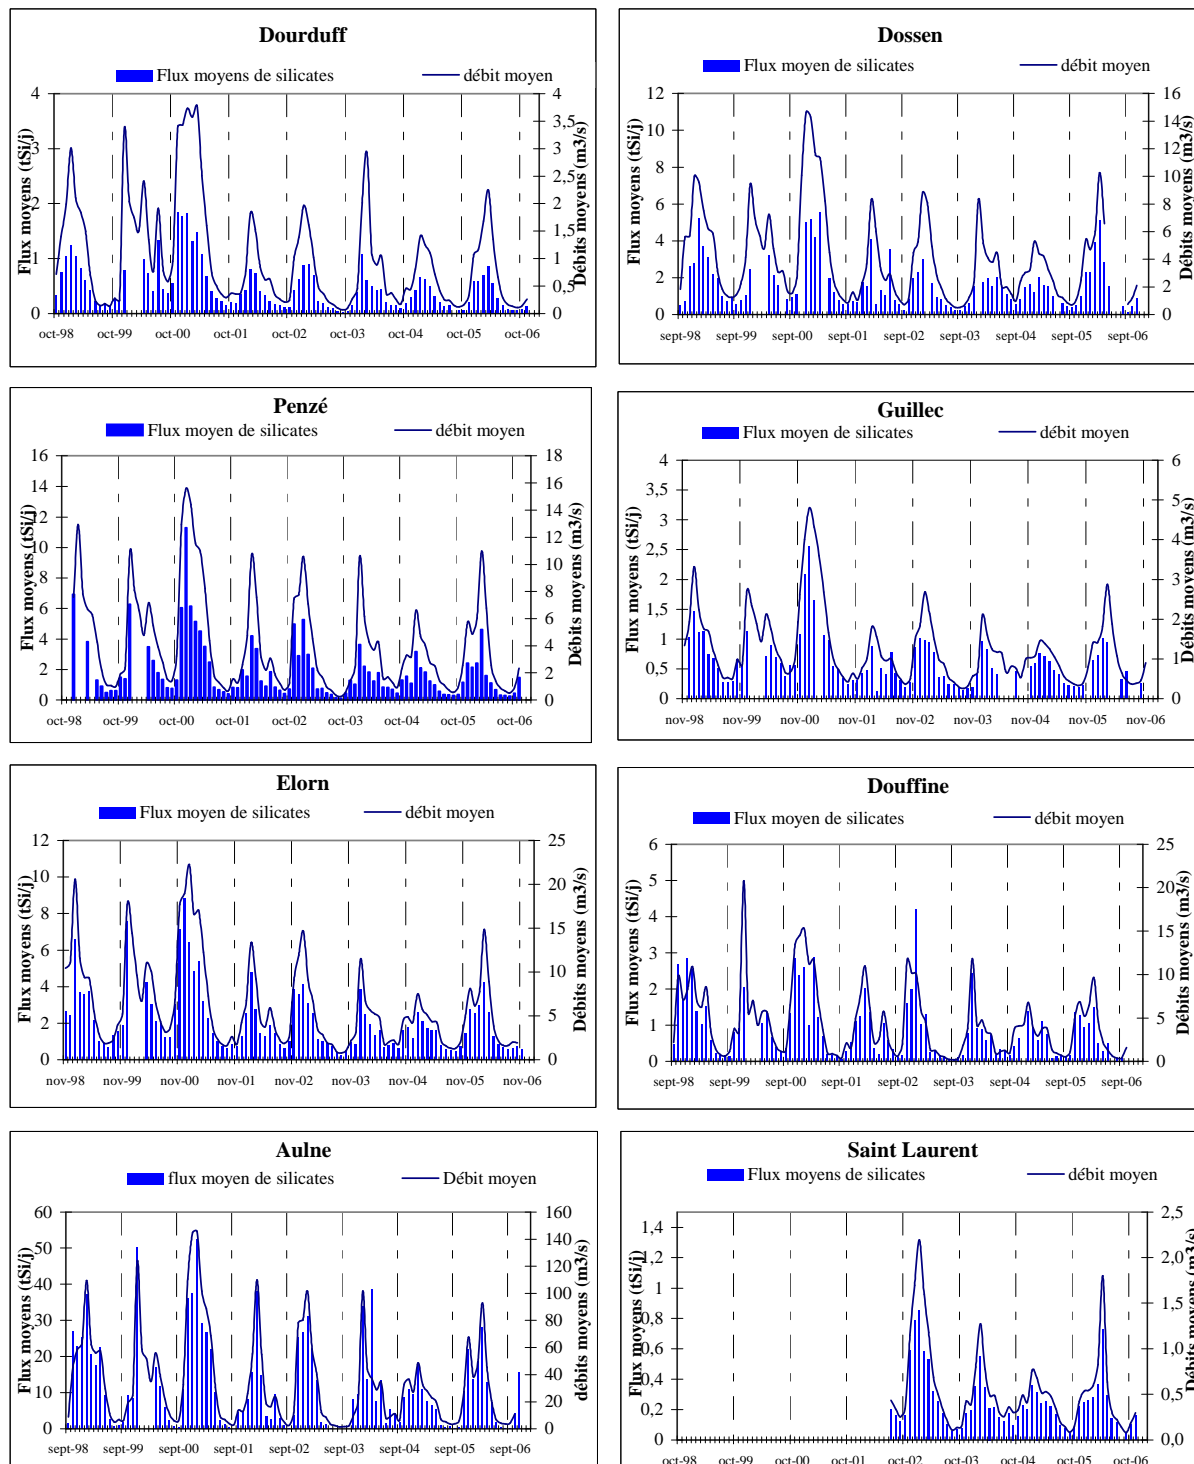 Dourduff
Flux moyens de silicates
débit moyen
Flux moyens (tSi/j)
4
3
2
1
0
4
3,5
3
2,5
2
1,5
1
0,5
0
Débits moyens (m3/s)
oct-98 oct-99 oct-00 oct-01 oct-02 oct-03 oct-04 oct-05 oct-06
Dossen
Flux moyens de silicates
débit moyen
Flux moyens (tSi/j)
12
10
8
6
4
2
0
16
14
12
10
8
6
4
2
0
Débits moyens (m3/s)
sept-98 sept-99 sept-00 sept-01 sept-02 sept-03 sept-04 sept-05 sept-06
Penzé
Flux moyen de silicates
débit moyen
Flux moyens (tSi/j)
16
14
12
10
8
6
4
2
0
18
16
14
12
10
8
6
4
2
0
Débits moyens (m3/s)
oct-98 oct-99 oct-00 oct-01 oct-02 oct-03 oct-04 oct-05 oct-06
Guillec
Flux moyen de silicates
débit moyen
Flux moyens (tSi/j)
4
3,5
3
2,5
2
1,5
1
0,5
0
6
5
4
3
2
1
0
Débits moyens (m3/s)
nov-98 nov-99 nov-00 nov-01 nov-02 nov-03 nov-04 nov-05 nov-06
Elorn
Flux moyen de silicates
débit moyen
Flux moyens (tSi/j)
12
10
8
6
4
2
0
25
20
15
10
5
0
Débits moyens (m3/s)
nov-98 nov-99 nov-00 nov-01 nov-02 nov-03 nov-04 nov-05 nov-06
Douffine
Flux moyen de silicates
débit moyen
Flux moyens (tSi/j)
6
5
4
3
2
1
0
25
20
15
10
5
0
Débits moyens (m3/s)
sept-98 sept-99 sept-00 sept-01 sept-02 sept-03 sept-04 sept-05 sept-06
Aulne
flux moyen de silicates
Débit moyen
Flux moyens (tSi/j)
60
50
40
30
20
10
0
160
140
120
100
80
60
40
20
0
débits moyens (m3/s)
sept-98 sept-99 sept-00 sept-01 sept-02 sept-03 sept-04 sept-05 sept-06
Saint Laurent
Flux moyens de silicates
débit moyen
Flux moyens (tSi/j)
1,4
1,2
1
0,8
0,6
0,4
0,2
0
2,5
2,0
1,5
1,0
0,5
0,0
Débits moyens (m3/s)
oct-98 oct-99 oct-00 oct-01 oct-02 oct-03 oct-04 oct-05 oct-06